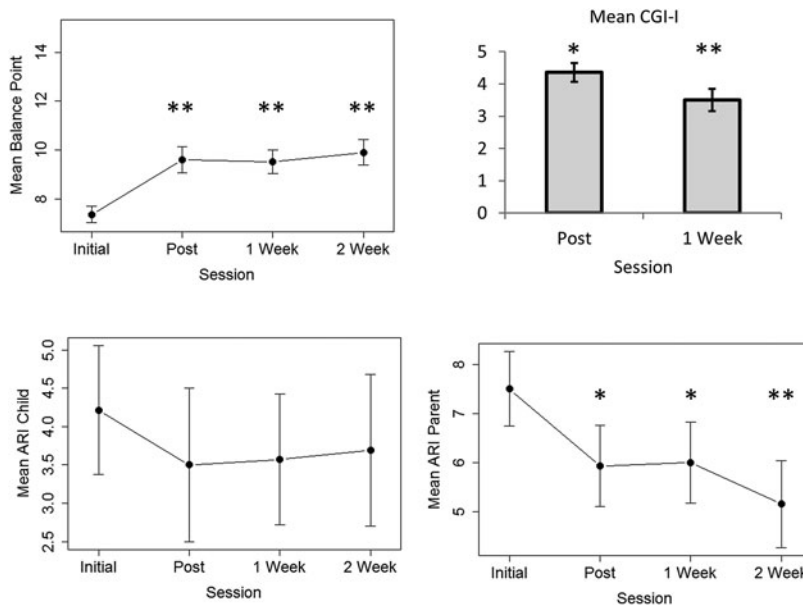 Mean Balance Point
14
12
10
8
** ** **
Initial Post 1 Week 2 Week
Session
Mean CGI-I
5
4
3
2
1
0
* **
Post 1 Week
Session
Mean ARI Child
5.0
4.5
4.0
3.5
3.0
2.5
Initial Post 1 Week 2 Week
Session
Mean ARI Parent
8
7
6
5
* * **
Initial Post 1 Week 2 Week
Session